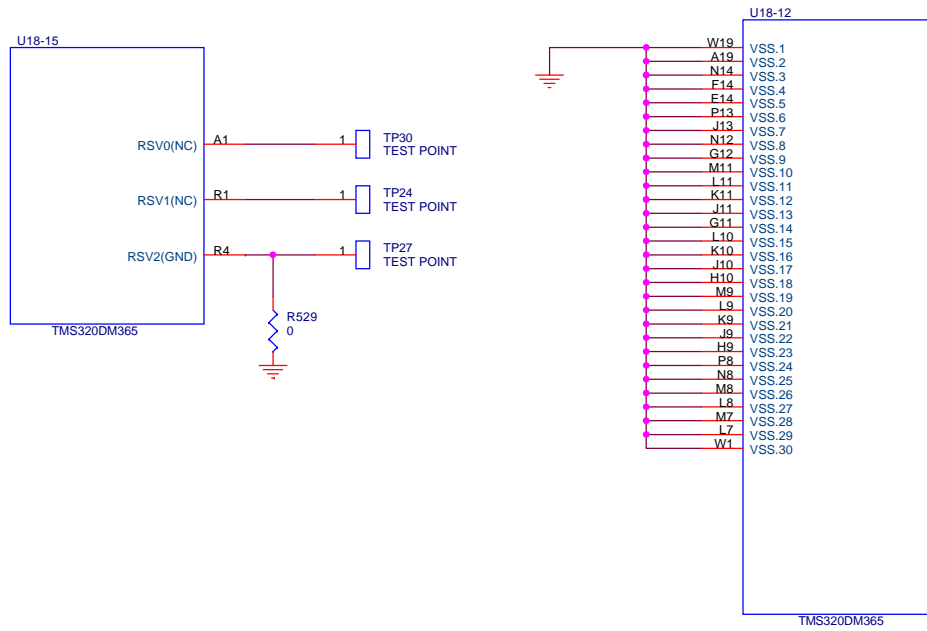 U18-15
RSV0(NC) A1 1 TP30
TEST POINT
RSV1(NC) R1 1 TP24
TEST POINT
RSV2(GND) R4 1 TP27
TEST POINT
R529
0
TMS320DM365
U18-12
W19 VSS.1
A19 VSS.2
N14 VSS.3
F14 VSS.4
E14 VSS.5
P13 VSS.6
J13 VSS.7
N12 VSS.8
G12 VSS.9
M11 VSS.10
L11 VSS.11
K11 VSS.12
J11 VSS.13
G11 VSS.14
L10 VSS.15
K10 VSS.16
J10 VSS.17
H10 VSS.18
M9 VSS.19
L9 VSS.20
K9 VSS.21
J9 VSS.22
H9 VSS.23
P8 VSS.24
N8 VSS.25
M8 VSS.26
L8 VSS.27
M7 VSS.28
L7 VSS.29
W1 VSS.30
TMS320DM365